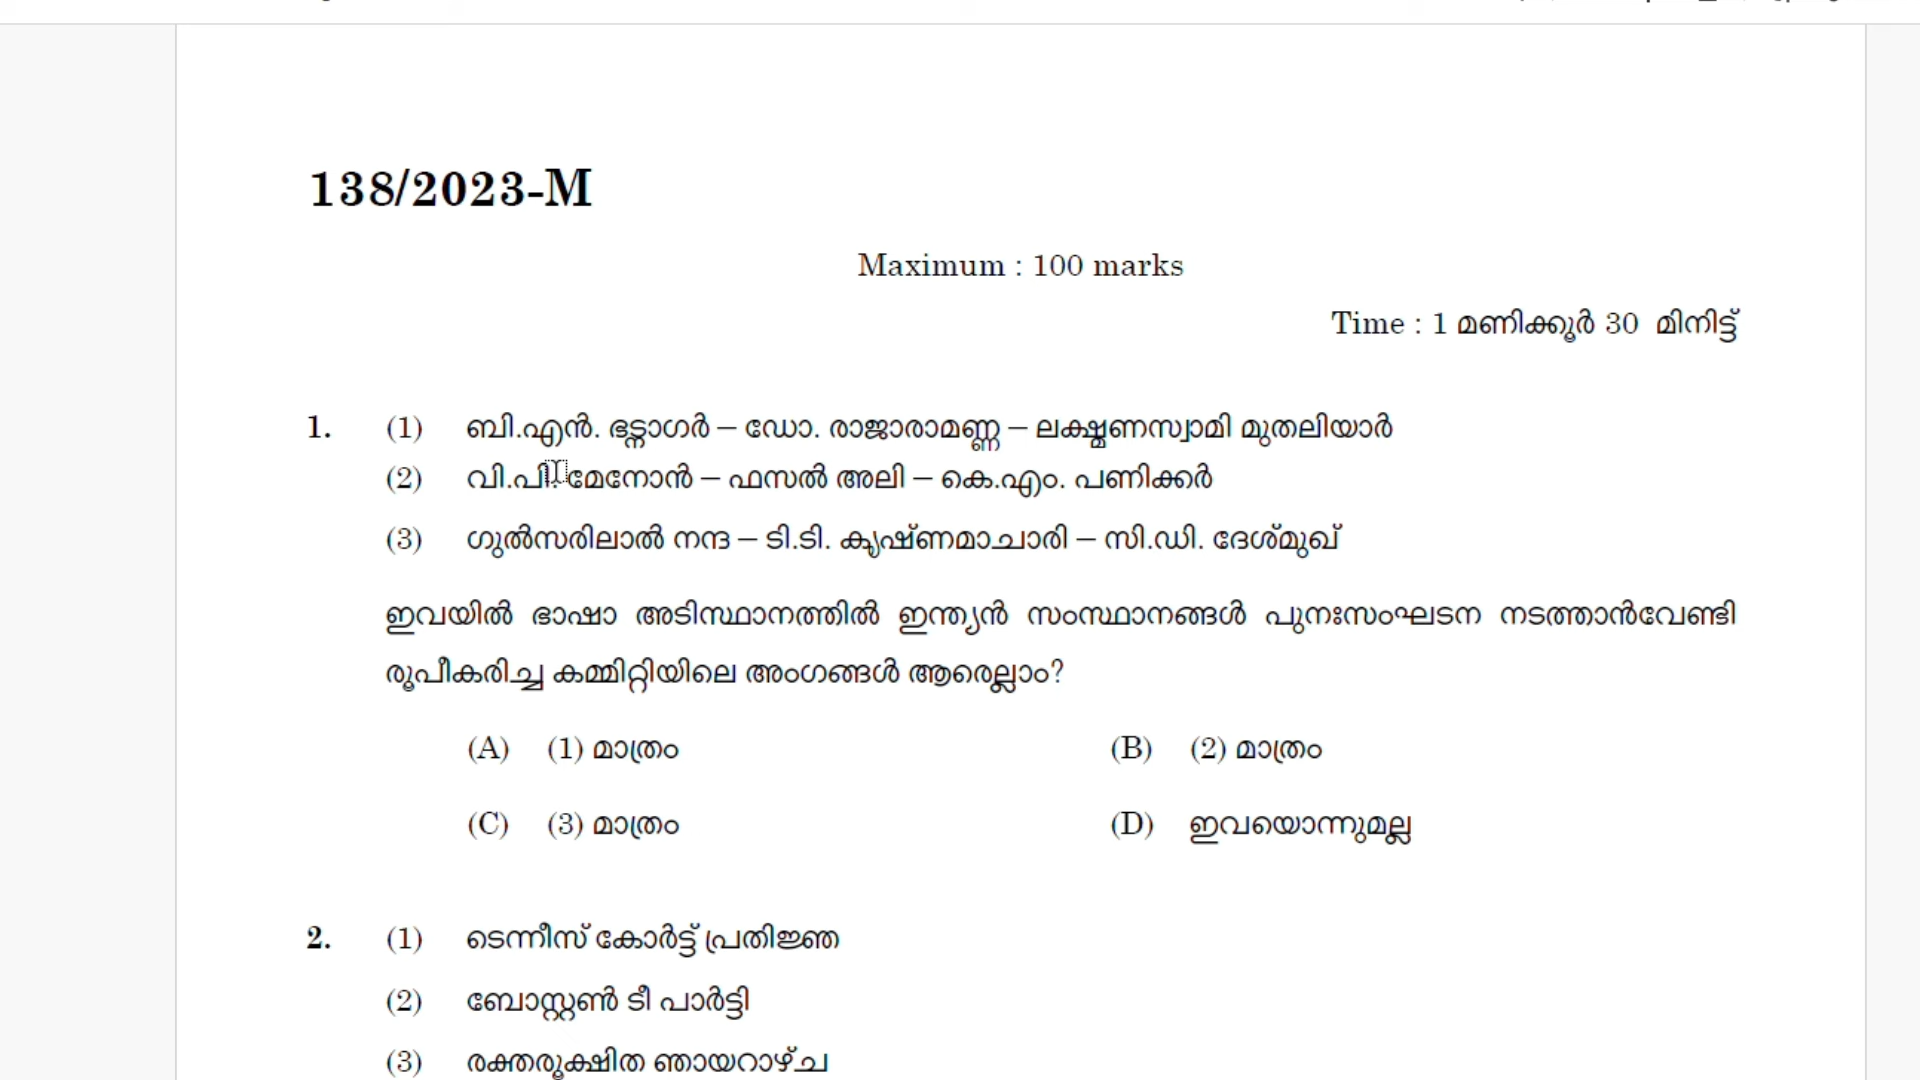 138/2023-M
Maximum : 100 marks
Time : 1 മണിക്കൂർ 30 മിനിട്ട്
1. (1) ബി.എൻ. ഭട്നാഗർ – ഡോ. രാജാരാമണ്ണ – ലക്ഷ്മണസ്വാമി മുതലിയാർ
(2) വി.പി. മേനോൻ – ഫസൽ അലി – കെ.എം. പണിക്കർ
(3) ഗുൽസരിലാൽ നന്ദ – ടി.ടി. കൃഷ്ണമാചാരി – സി.ഡി. ദേശ്മുഖ്
ഇവയിൽ ഭാഷാ അടിസ്ഥാനത്തിൽ ഇന്ത്യൻ സംസ്ഥാനങ്ങൾ പുനഃസംഘടന നടത്താൻവേണ്ടി
രൂപീകരിച്ച കമ്മിറ്റിയിലെ അംഗങ്ങൾ ആരെല്ലാം?
(A) (1) മാത്രം (B) (2) മാത്രം
(C) (3) മാത്രം (D) ഇവയൊന്നുമല്ല
2. (1) ടെന്നീസ് കോർട്ട് പ്രതിജ്ഞ
(2) ബോസ്റ്റൺ ടീ പാർട്ടി
(3) രക്തരൂക്ഷിത ഞായറാഴ്ച